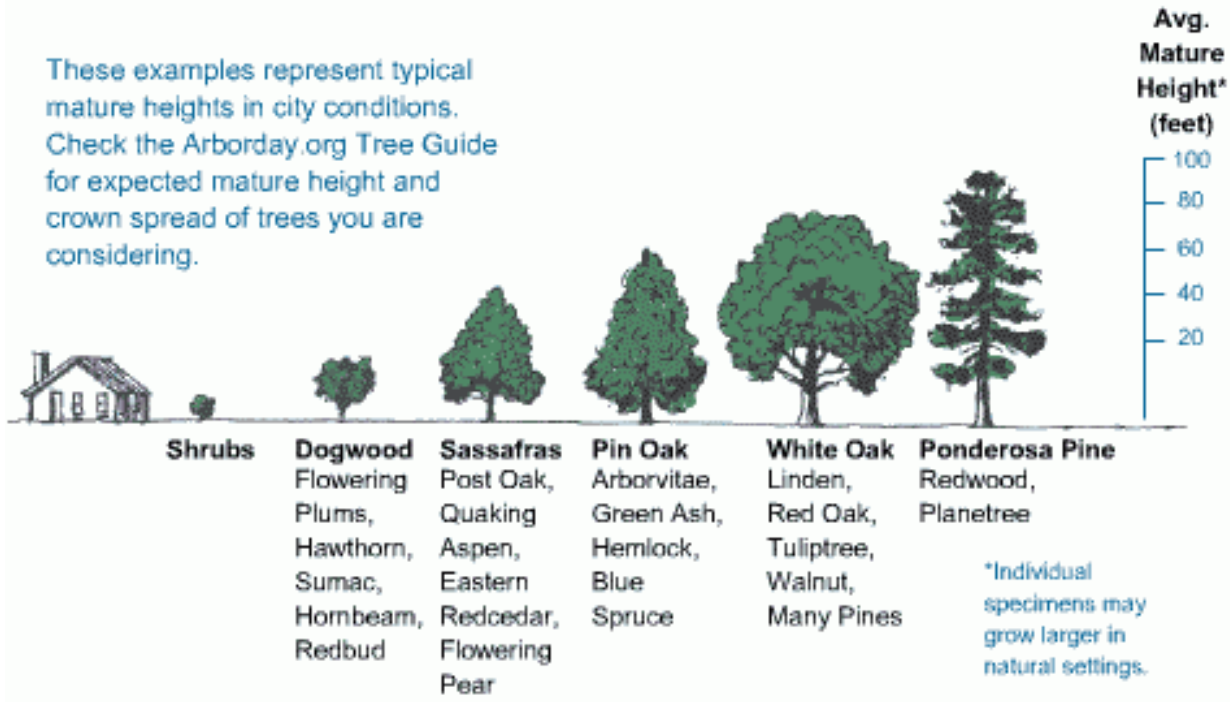 These examples represent typical
mature heights in city conditions.
Check the Arborday.org Tree Guide
for expected mature height and
crown spread of trees you are
considering.
Avg.
Mature
Height*
(feet)
100
80
60
40
20
Shrubs
Dogwood
Flowering
Plums,
Hawthorn,
Sumac,
Hornbeam,
Redbud
Sassafras
Post Oak,
Quaking
Aspen,
Eastern
Redcedar,
Flowering
Pear
Pin Oak
Arborvitae,
Green Ash,
Hemlock,
Blue
Spruce
White Oak
Linden,
Red Oak,
Tuliptree,
Walnut,
Many Pines
Ponderosa Pine
Redwood,
Planetree
*Individual
specimens may
grow larger in
natural settings.